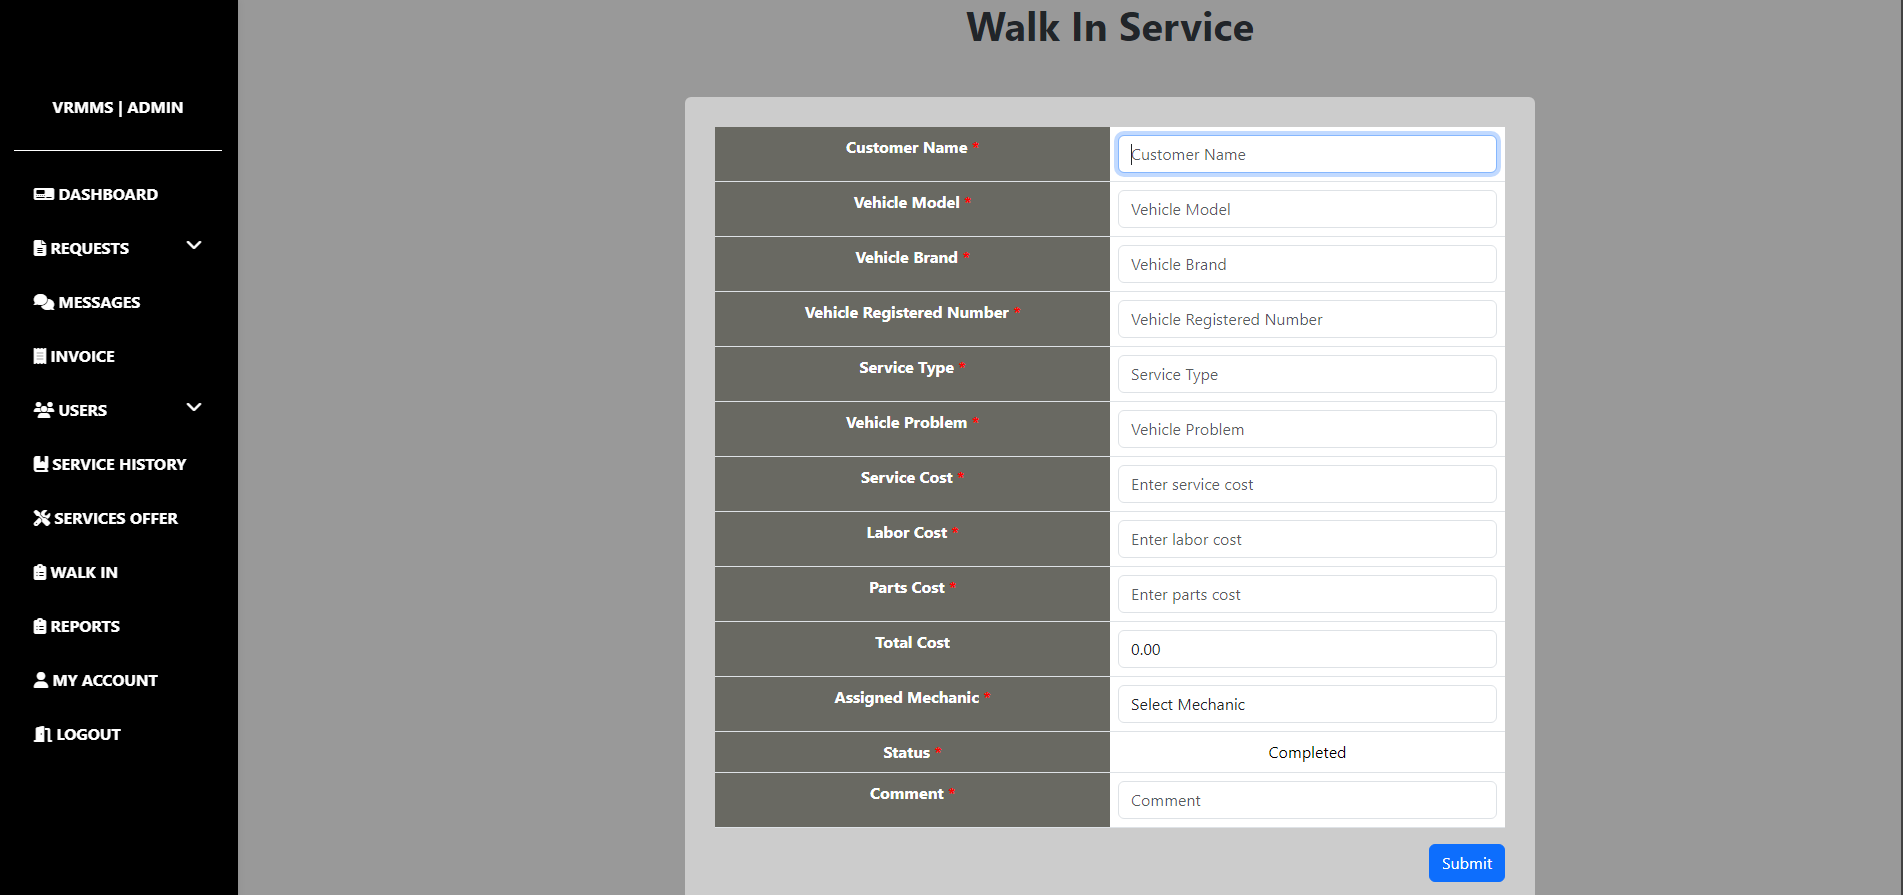 VRMMS | ADMIN
DASHBOARD
REQUESTS
MESSAGES
INVOICE
USERS
SERVICE HISTORY
SERVICES OFFER
WALK IN
REPORTS
MY ACCOUNT
LOGOUT
Walk In Service
Customer Name * Customer Name
Vehicle Model * Vehicle Model
Vehicle Brand * Vehicle Brand
Vehicle Registered Number * Vehicle Registered Number
Service Type * Service Type
Vehicle Problem * Vehicle Problem
Service Cost * Enter service cost
Labor Cost * Enter labor cost
Parts Cost * Enter parts cost
Total Cost 0.00
Assigned Mechanic * Select Mechanic
Status * Completed
Comment * Comment
Submit